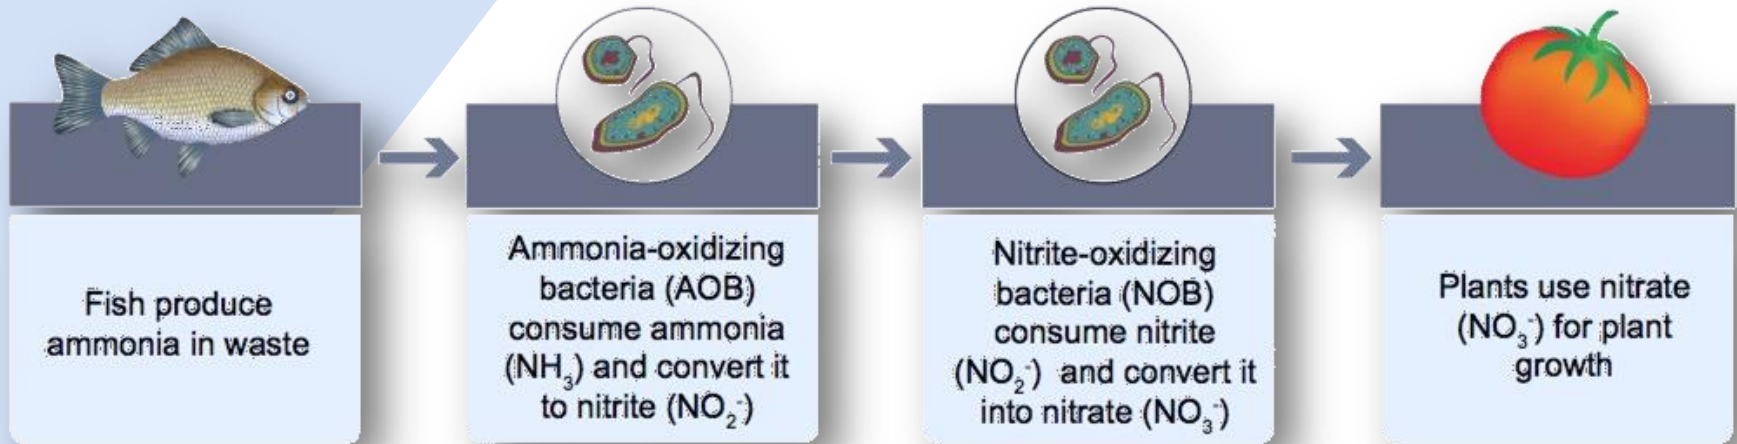 Fish produce
ammonia in waste
Ammonia-oxidizing
bacteria (AOB)
consume ammonia
(NH₃) and convert it
to nitrite (NO₂⁻)
Nitrite-oxidizing
bacteria (NOB)
consume nitrite
(NO₂⁻) and convert it
into nitrate (NO₃⁻)
Plants use nitrate
(NO₃⁻) for plant
growth